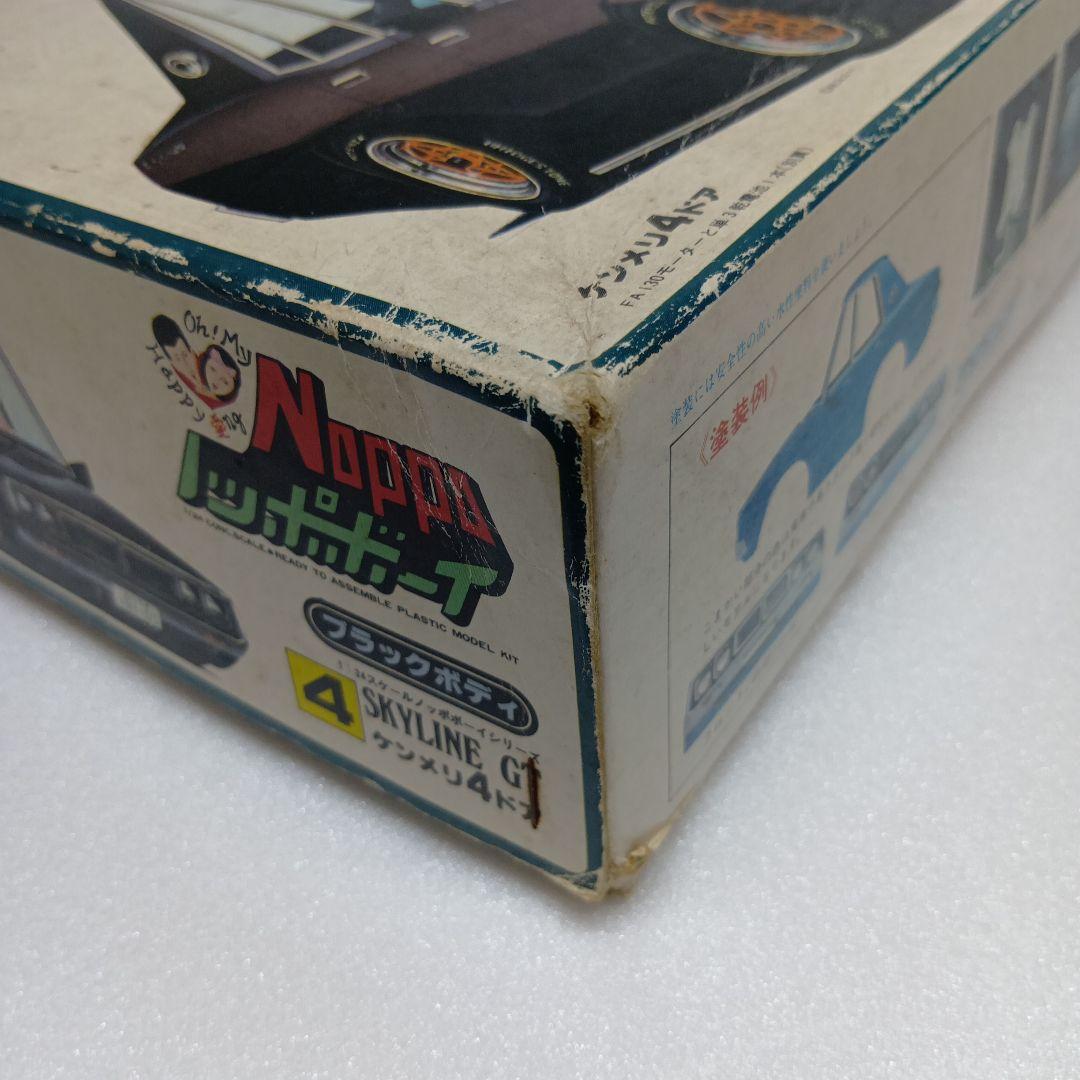 ケンメリ4ドア
FA130モーターと単3乾電池1本(別買)
Oh! My
Happy
Noppo
ノッポボーイ
READY TO ASSEMBLE PLASTIC MODEL KIT
ブラックボディ
4
1:24スケールノッポボーイシリーズ
SKYLINE GT
ケンメリ4ドア
塗装には安全性の高い水性塗料を使いましょう。
《塗装例》